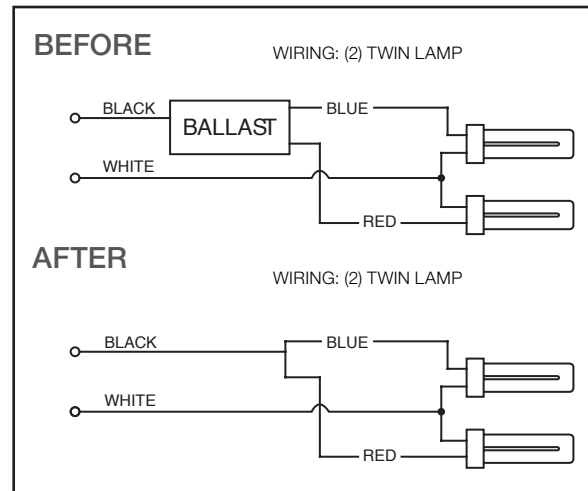 BEFORE
WIRING: (2) TWIN LAMP
BLACK
BLUE
BALLAST
WHITE
RED
AFTER
WIRING: (2) TWIN LAMP
BLACK
BLUE
WHITE
RED